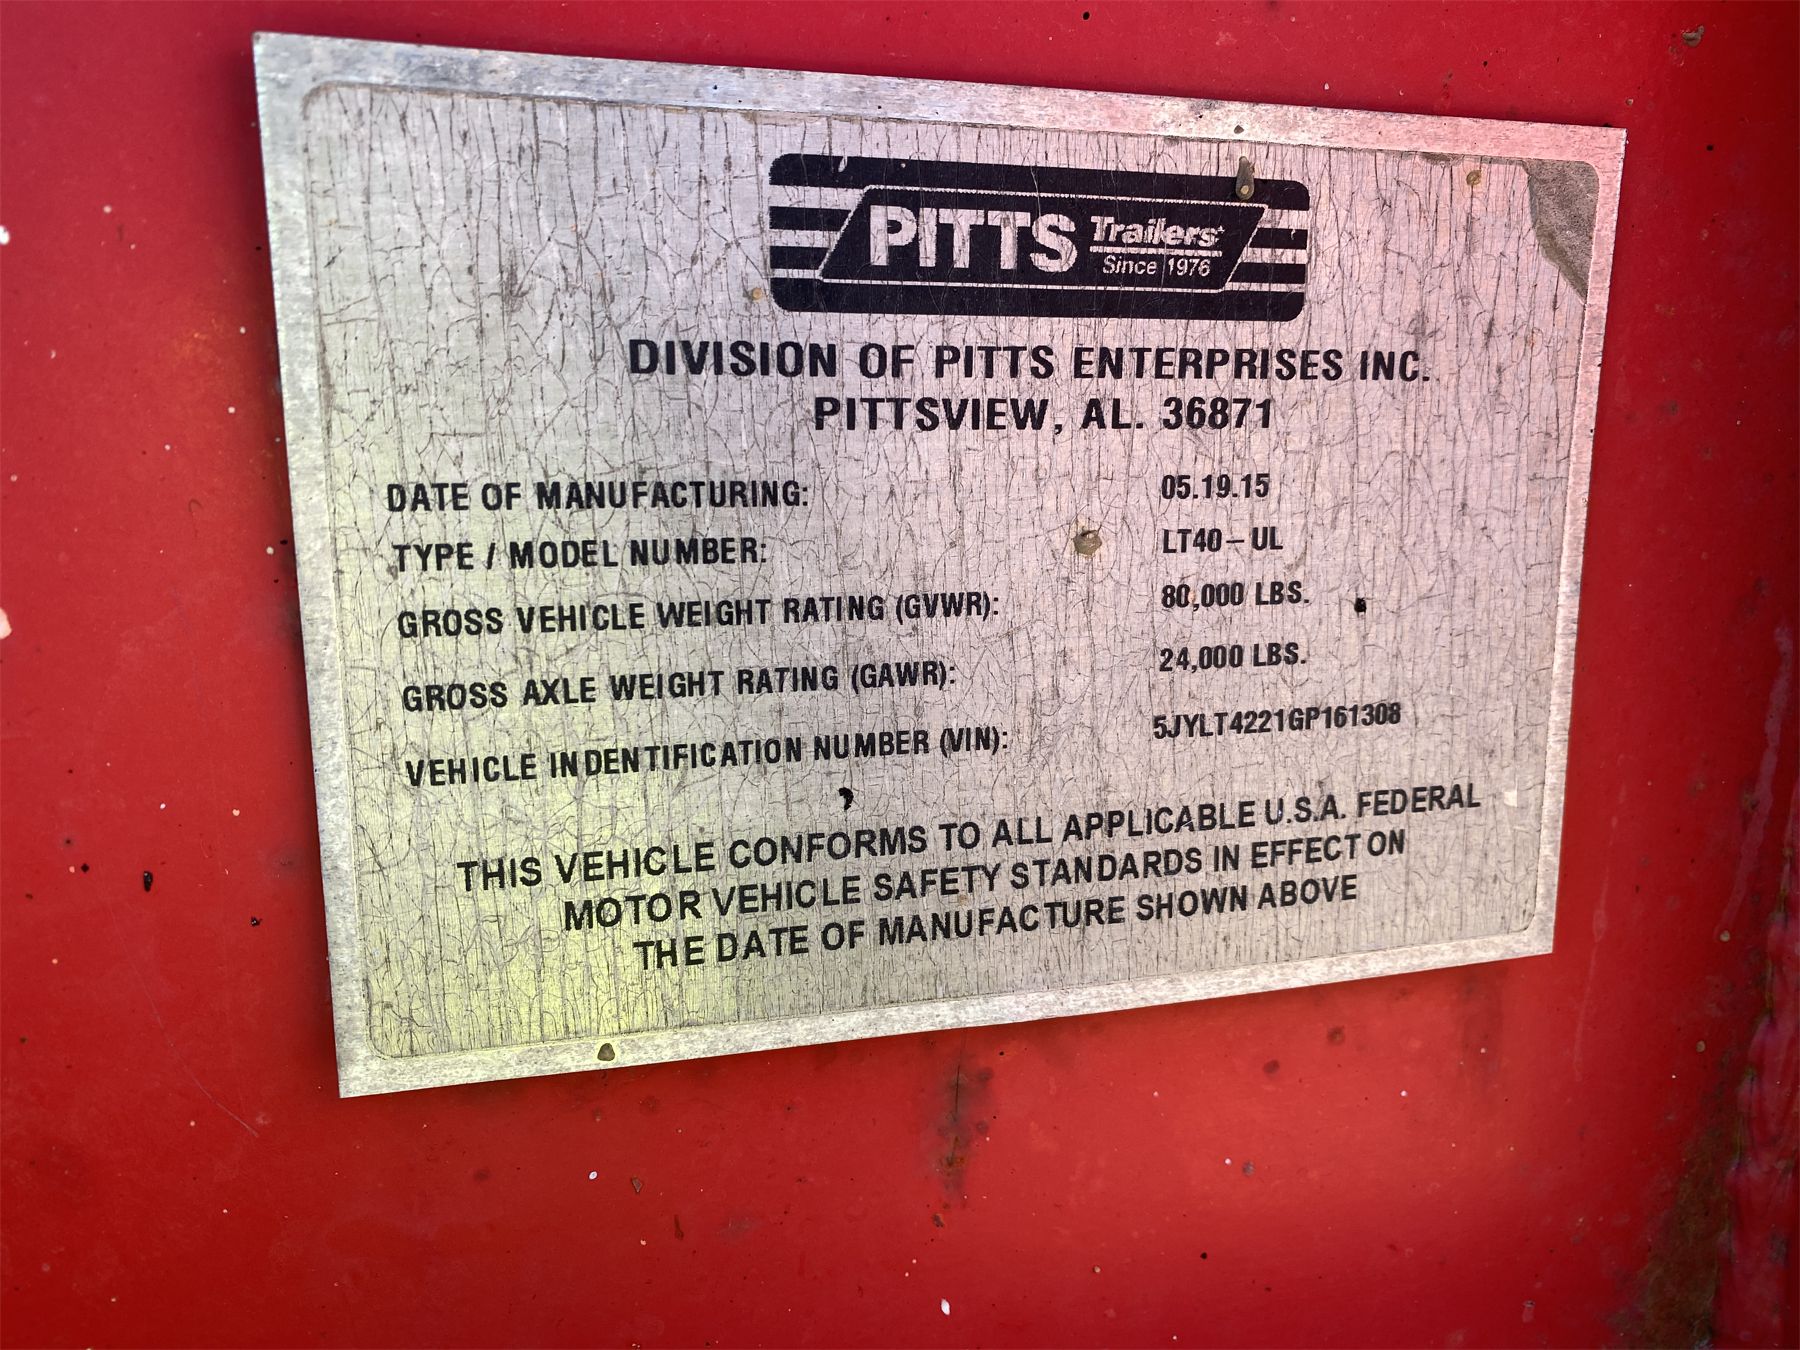 PITTS Trailers
Since 1976
DIVISION OF PITTS ENTERPRISES INC.
PITTSVIEW, AL. 36871
DATE OF MANUFACTURING: 05.19.15
TYPE / MODEL NUMBER: LT40-UL
GROSS VEHICLE WEIGHT RATING (GVWR): 80,000 LBS.
GROSS AXLE WEIGHT RATING (GAWR): 24,000 LBS.
VEHICLE INDENTIFICATION NUMBER (VIN): 5JYLT4221GP161308
THIS VEHICLE CONFORMS TO ALL APPLICABLE U.S.A. FEDERAL
MOTOR VEHICLE SAFETY STANDARDS IN EFFECT ON
THE DATE OF MANUFACTURE SHOWN ABOVE